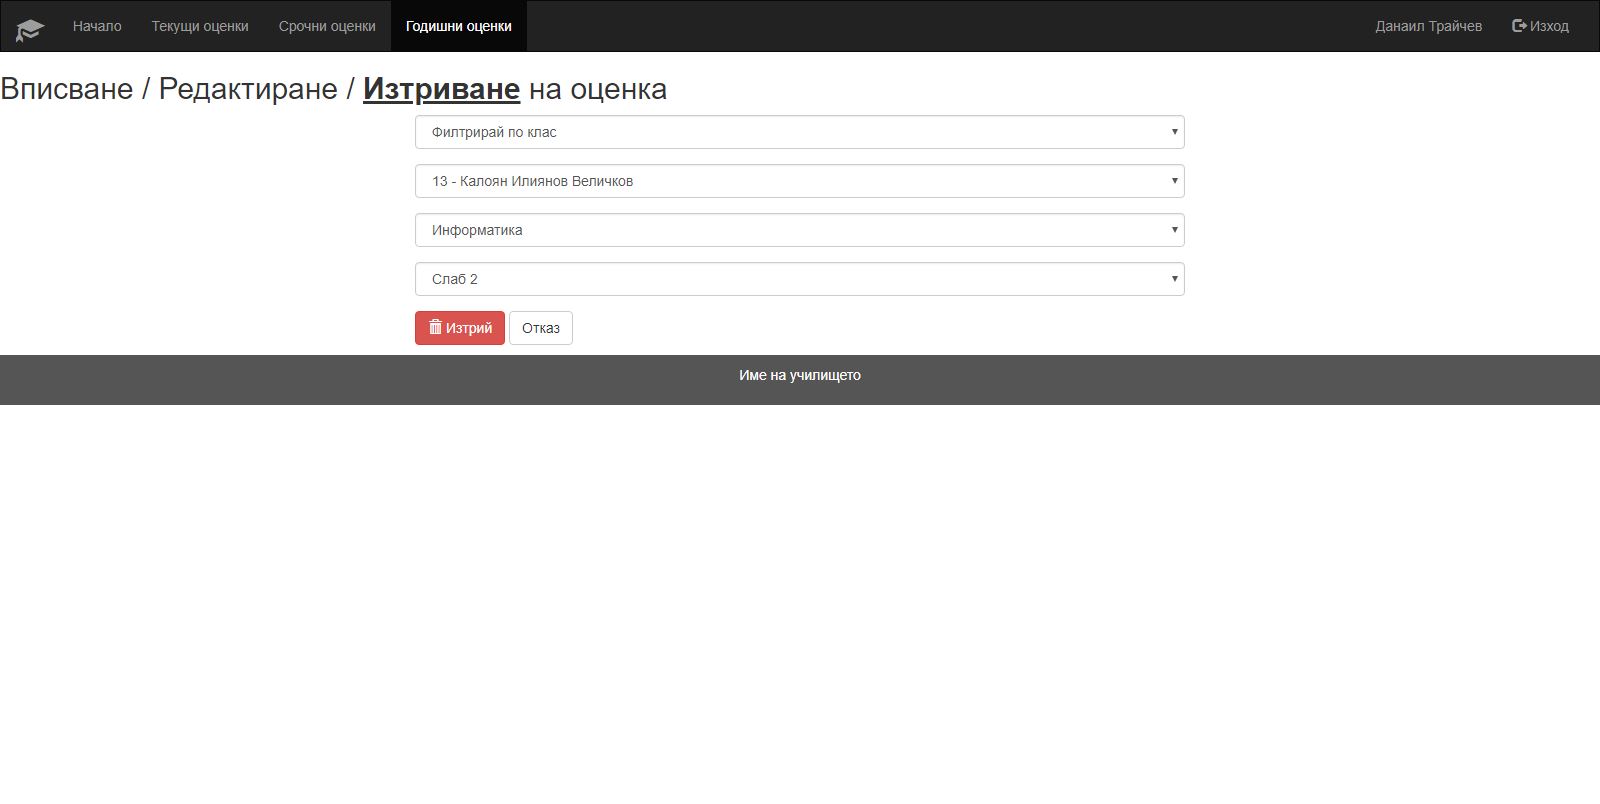 Начало Текущи оценки Срочни оценки Годишни оценки Данаил Трайчев Изход
Вписване / Редактиране / Изтриване на оценка
Филтрирай по клас
13 - Калоян Илиянов Величков
Информатика
Слаб 2
Изтрий Отказ
Име на училището